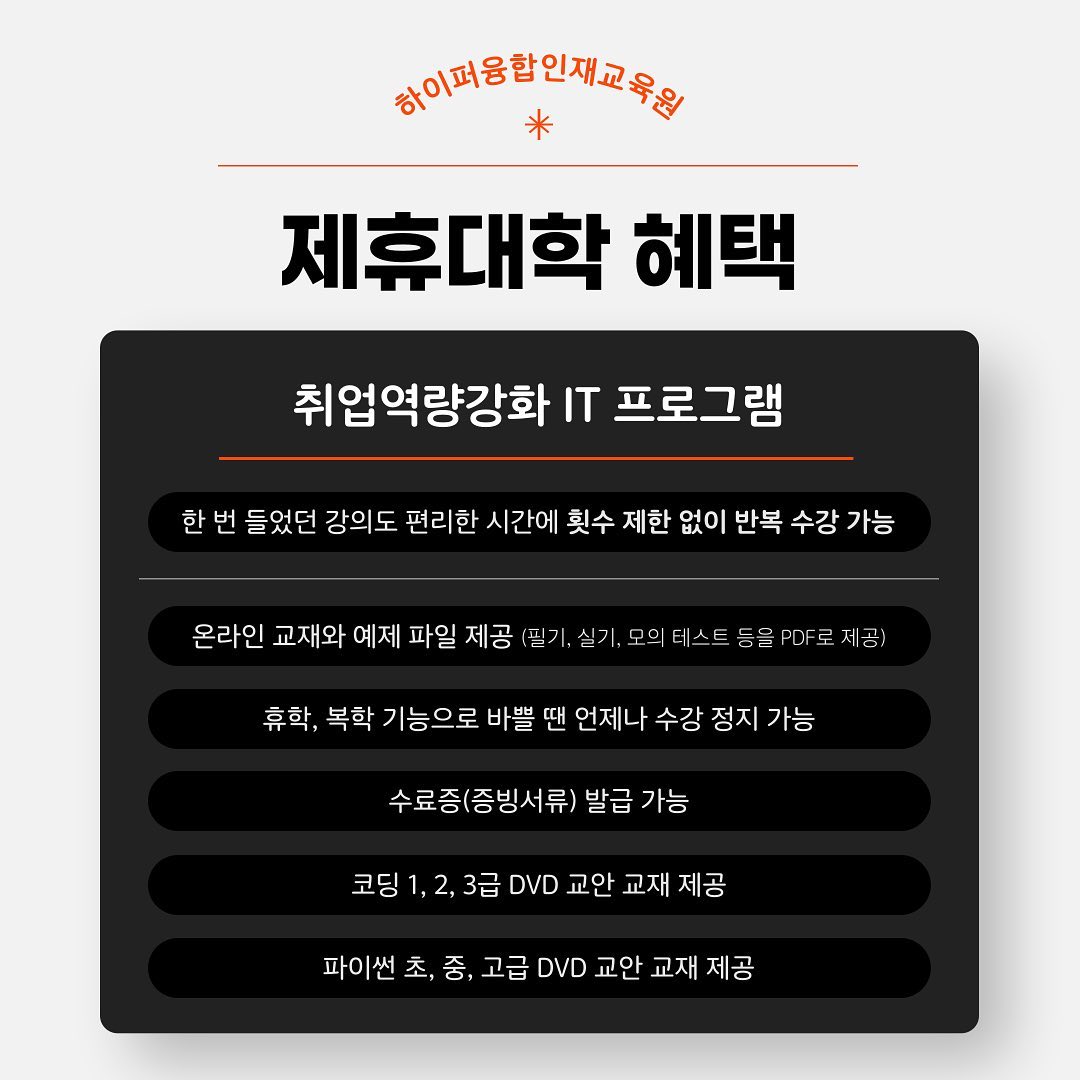 하이퍼융합인재교육원
제휴대학 혜택
취업역량강화 IT 프로그램
한 번 들었던 강의도 편리한 시간에 횟수 제한 없이 반복 수강 가능
온라인 교재와 예제 파일 제공 (필기, 실기, 모의 테스트 등을 PDF로 제공)
휴학, 복학 기능으로 바쁠 땐 언제나 수강 정지 가능
수료증(증빙서류) 발급 가능
코딩 1, 2, 3급 DVD 교안 교재 제공
파이썬 초, 중, 고급 DVD 교안 교재 제공